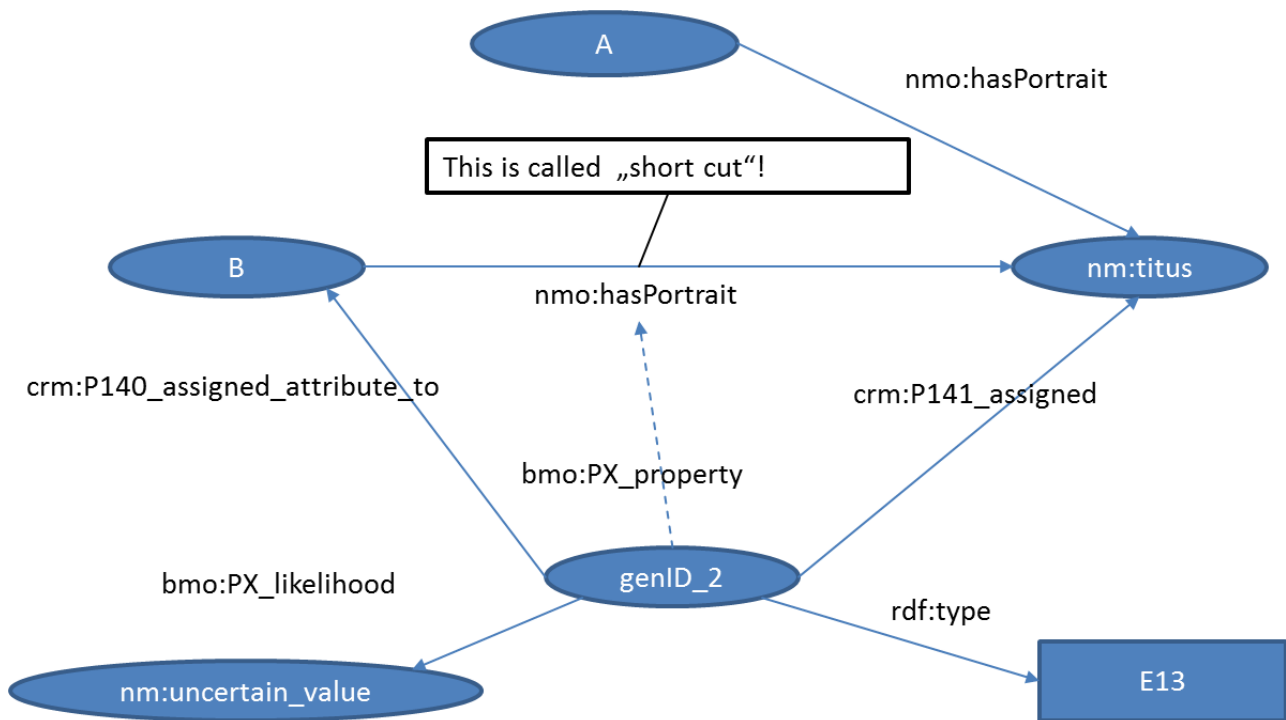 A
nmo:hasPortrait
This is called „short cut“!
B
nm:titus
nmo:hasPortrait
crm:P140_assigned_attribute_to
crm:P141_assigned
bmo:PX_property
bmo:PX_likelihood
genID_2
rdf:type
nm:uncertain_value
E13